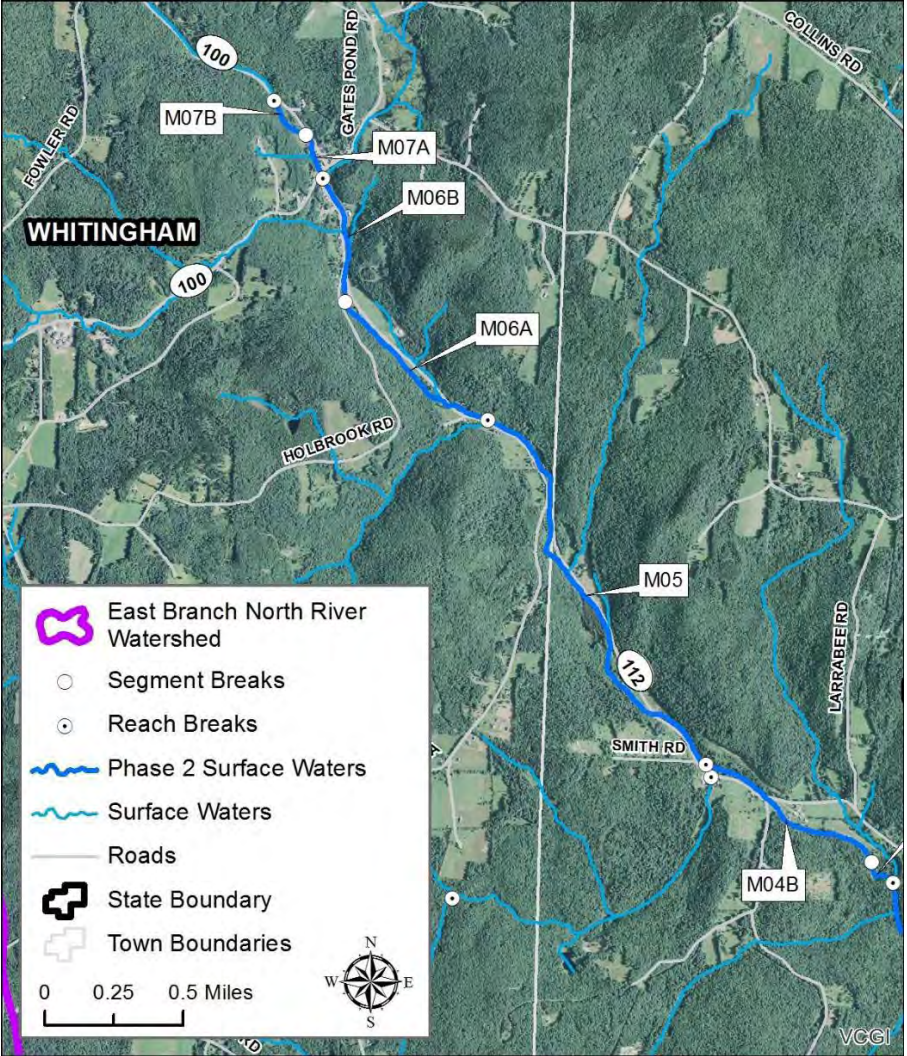 COLLINS RD
100
GATES POND RD
M07B
FOWLER RD
M07A
M06B
WHITINGHAM
100
M06A
HOLBROOK RD
M05
LARRABEE RD
112
SMITH RD
M04B
East Branch North River
Watershed
Segment Breaks
Reach Breaks
Phase 2 Surface Waters
Surface Waters
Roads
State Boundary
Town Boundaries
N
W E
S
0 0.25 0.5 Miles
RD
VCGI